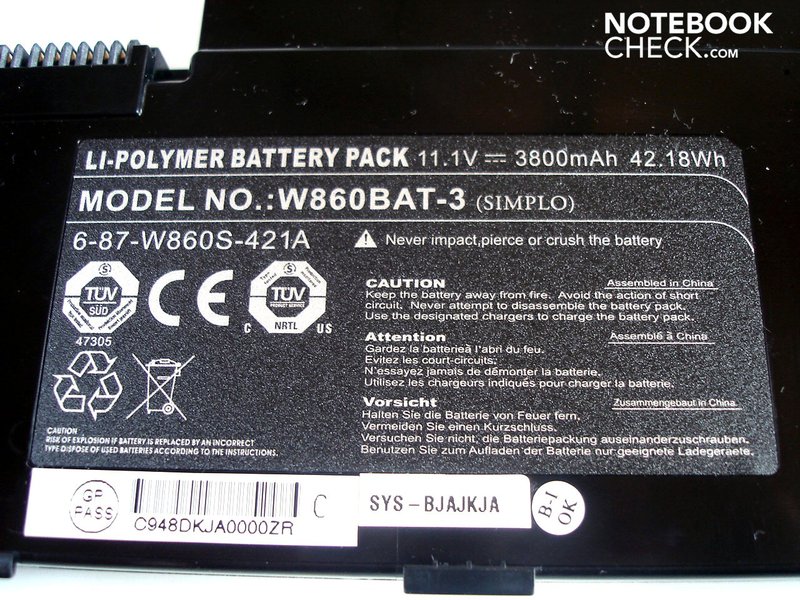 NOTEBOOK
CHECK.COM
LI-POLYMER BATTERY PACK 11.1V ⎓ 3800mAh 42.18Wh
MODEL NO.:W860BAT-3 (SIMPLO)
6-87-W860S-421A
Never impact,pierce or crush the battery
TÜV
SÜD
47305
CE
TÜV
PRODUCT SERVICE
NRTL
C US
CAUTION
Assembled in China
Keep the battery away from fire. Avoid the action of short
circuit. Never attempt to disassemble the battery pack.
Use the designated chargers to charge the battery pack.
Attention
Assemblé à China
Gardez la batterieà l'abri du feu.
Evitez les court-circuits.
N'essayez jamais de démonter la batterie.
Utilisez les chargeurs indiqués pour charger la batterie.
Vorsicht
Zusammengebaut in China
Halten Sie die Batterie von Feuer fern.
Vermeiden Sie einen Kurzschluss.
Versuchen Sie nicht, die Batteriepackung auseinanderzuschrauben.
Benutzen Sie zum Aufladen der Batterie nur geeignete Ladegeraete.
CAUTION
RISK OF EXPLOSION IF BATTERY IS REPLACED BY AN INCORRECT
TYPE DISPOSE OF USED BATTERIES ACCORDING TO THE INSTRUCTIONS.
GP
PASS
C948DKJA0000ZR
C
SYS-BJAJKJA
B-I
OK